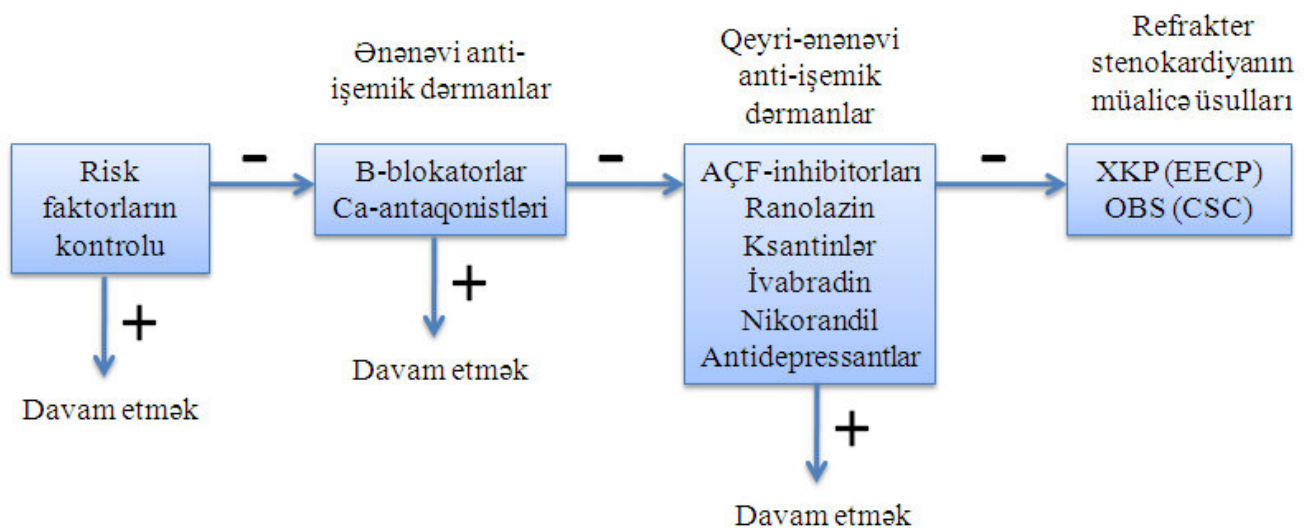 Ənənəvi anti-
işemik dərmanlar
Qeyri-ənənəvi
anti-işemik
dərmanlar
Refrakter
stenokardiyanın
müalicə üsulları
Risk
faktorların
kontrolu
-
B-blokatorlar
Ca-antaqonistləri
-
AÇF-inhibitorları
Ranolazin
Ksantinlər
İvabradin
Nikorandil
Antidepressantlar
-
XKP (EECP)
OBS (CSC)
+
Davam etmək
+
Davam etmək
+
Davam etmək